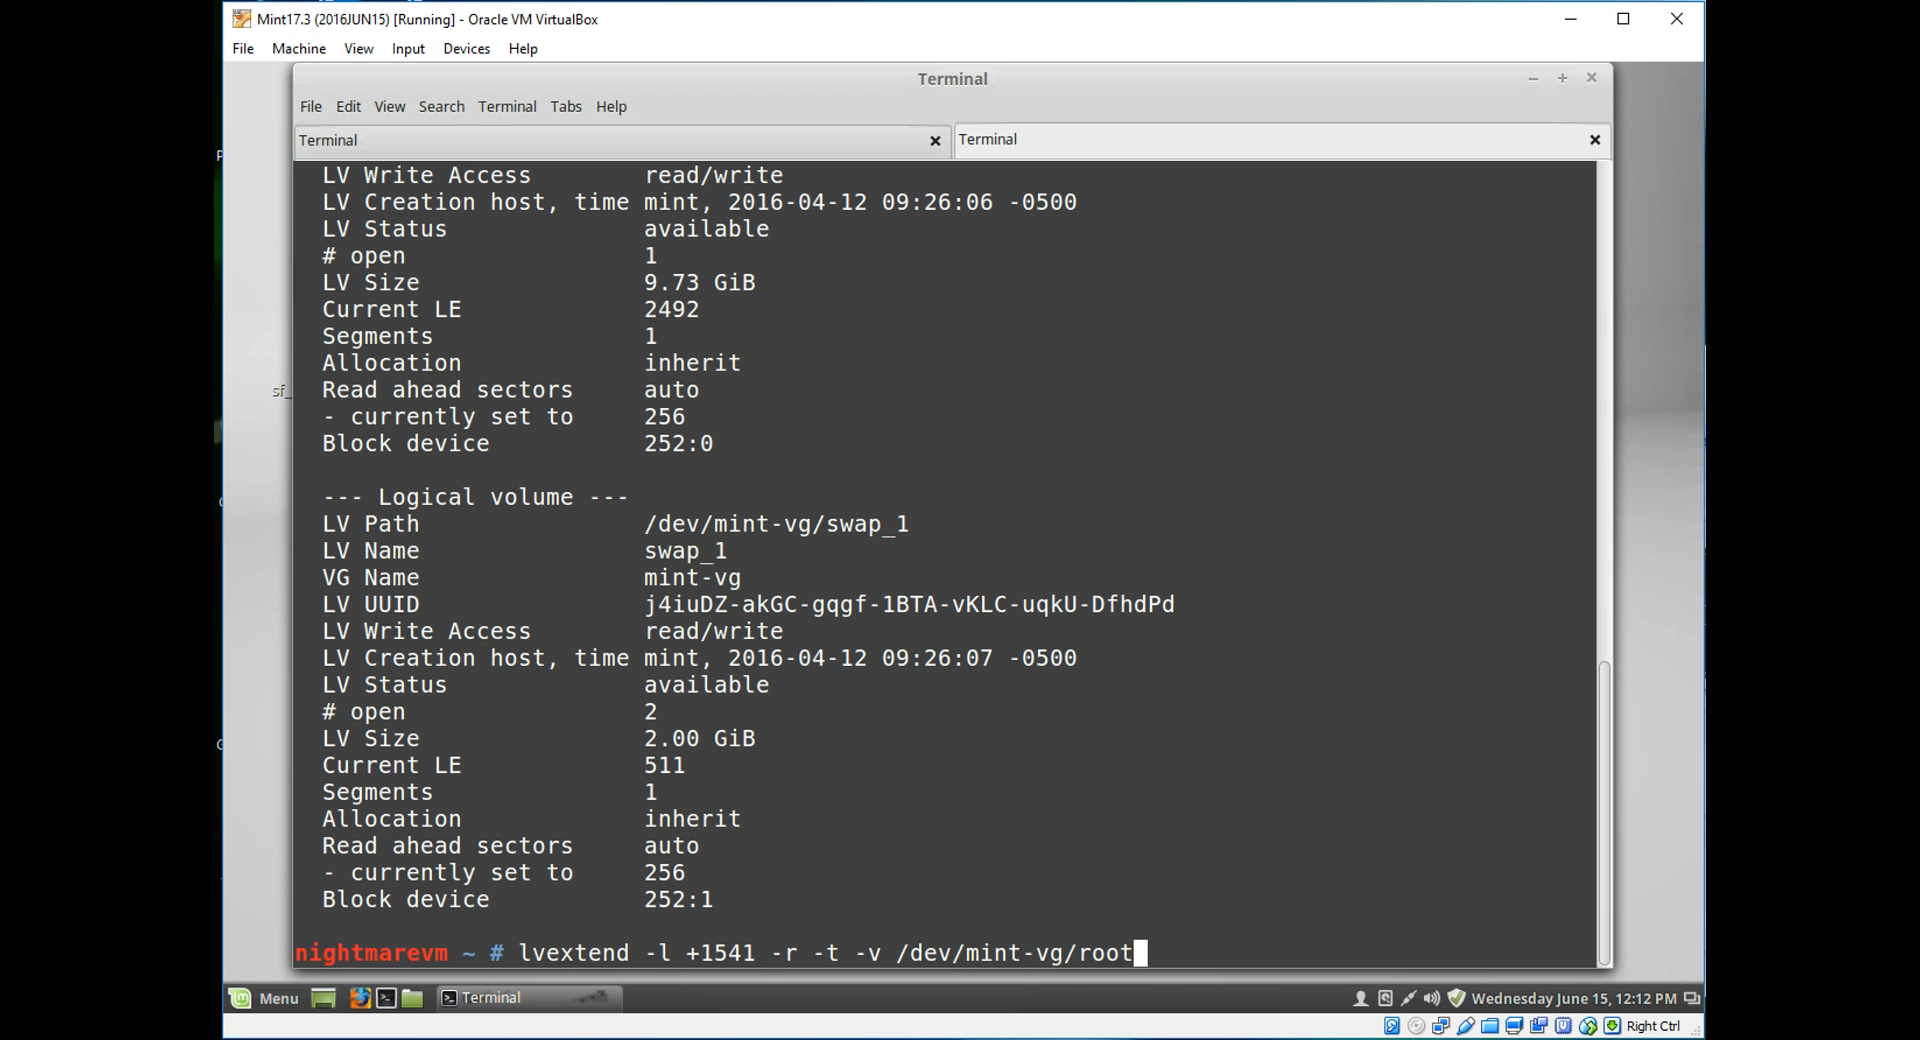 Mint17.3 (2016JUN15) [Running] - Oracle VM VirtualBox
File Machine View Input Devices Help
Terminal
File Edit View Search Terminal Tabs Help
Terminal
Terminal
LV Write Access read/write
LV Creation host, time mint, 2016-04-12 09:26:06 -0500
LV Status available
# open 1
LV Size 9.73 GiB
Current LE 2492
Segments 1
Allocation inherit
Read ahead sectors auto
- currently set to 256
Block device 252:0
--- Logical volume ---
LV Path /dev/mint-vg/swap_1
LV Name swap_1
VG Name mint-vg
LV UUID j4iuDZ-akGC-gqgf-1BTA-vKLC-uqkU-DfhdPd
LV Write Access read/write
LV Creation host, time mint, 2016-04-12 09:26:07 -0500
LV Status available
# open 2
LV Size 2.00 GiB
Current LE 511
Segments 1
Allocation inherit
Read ahead sectors auto
- currently set to 256
Block device 252:1
nightmarevm ~ # lvextend -l +1541 -r -t -v /dev/mint-vg/root
sf_
Menu Terminal Wednesday June 15, 12:12 PM
Right Ctrl